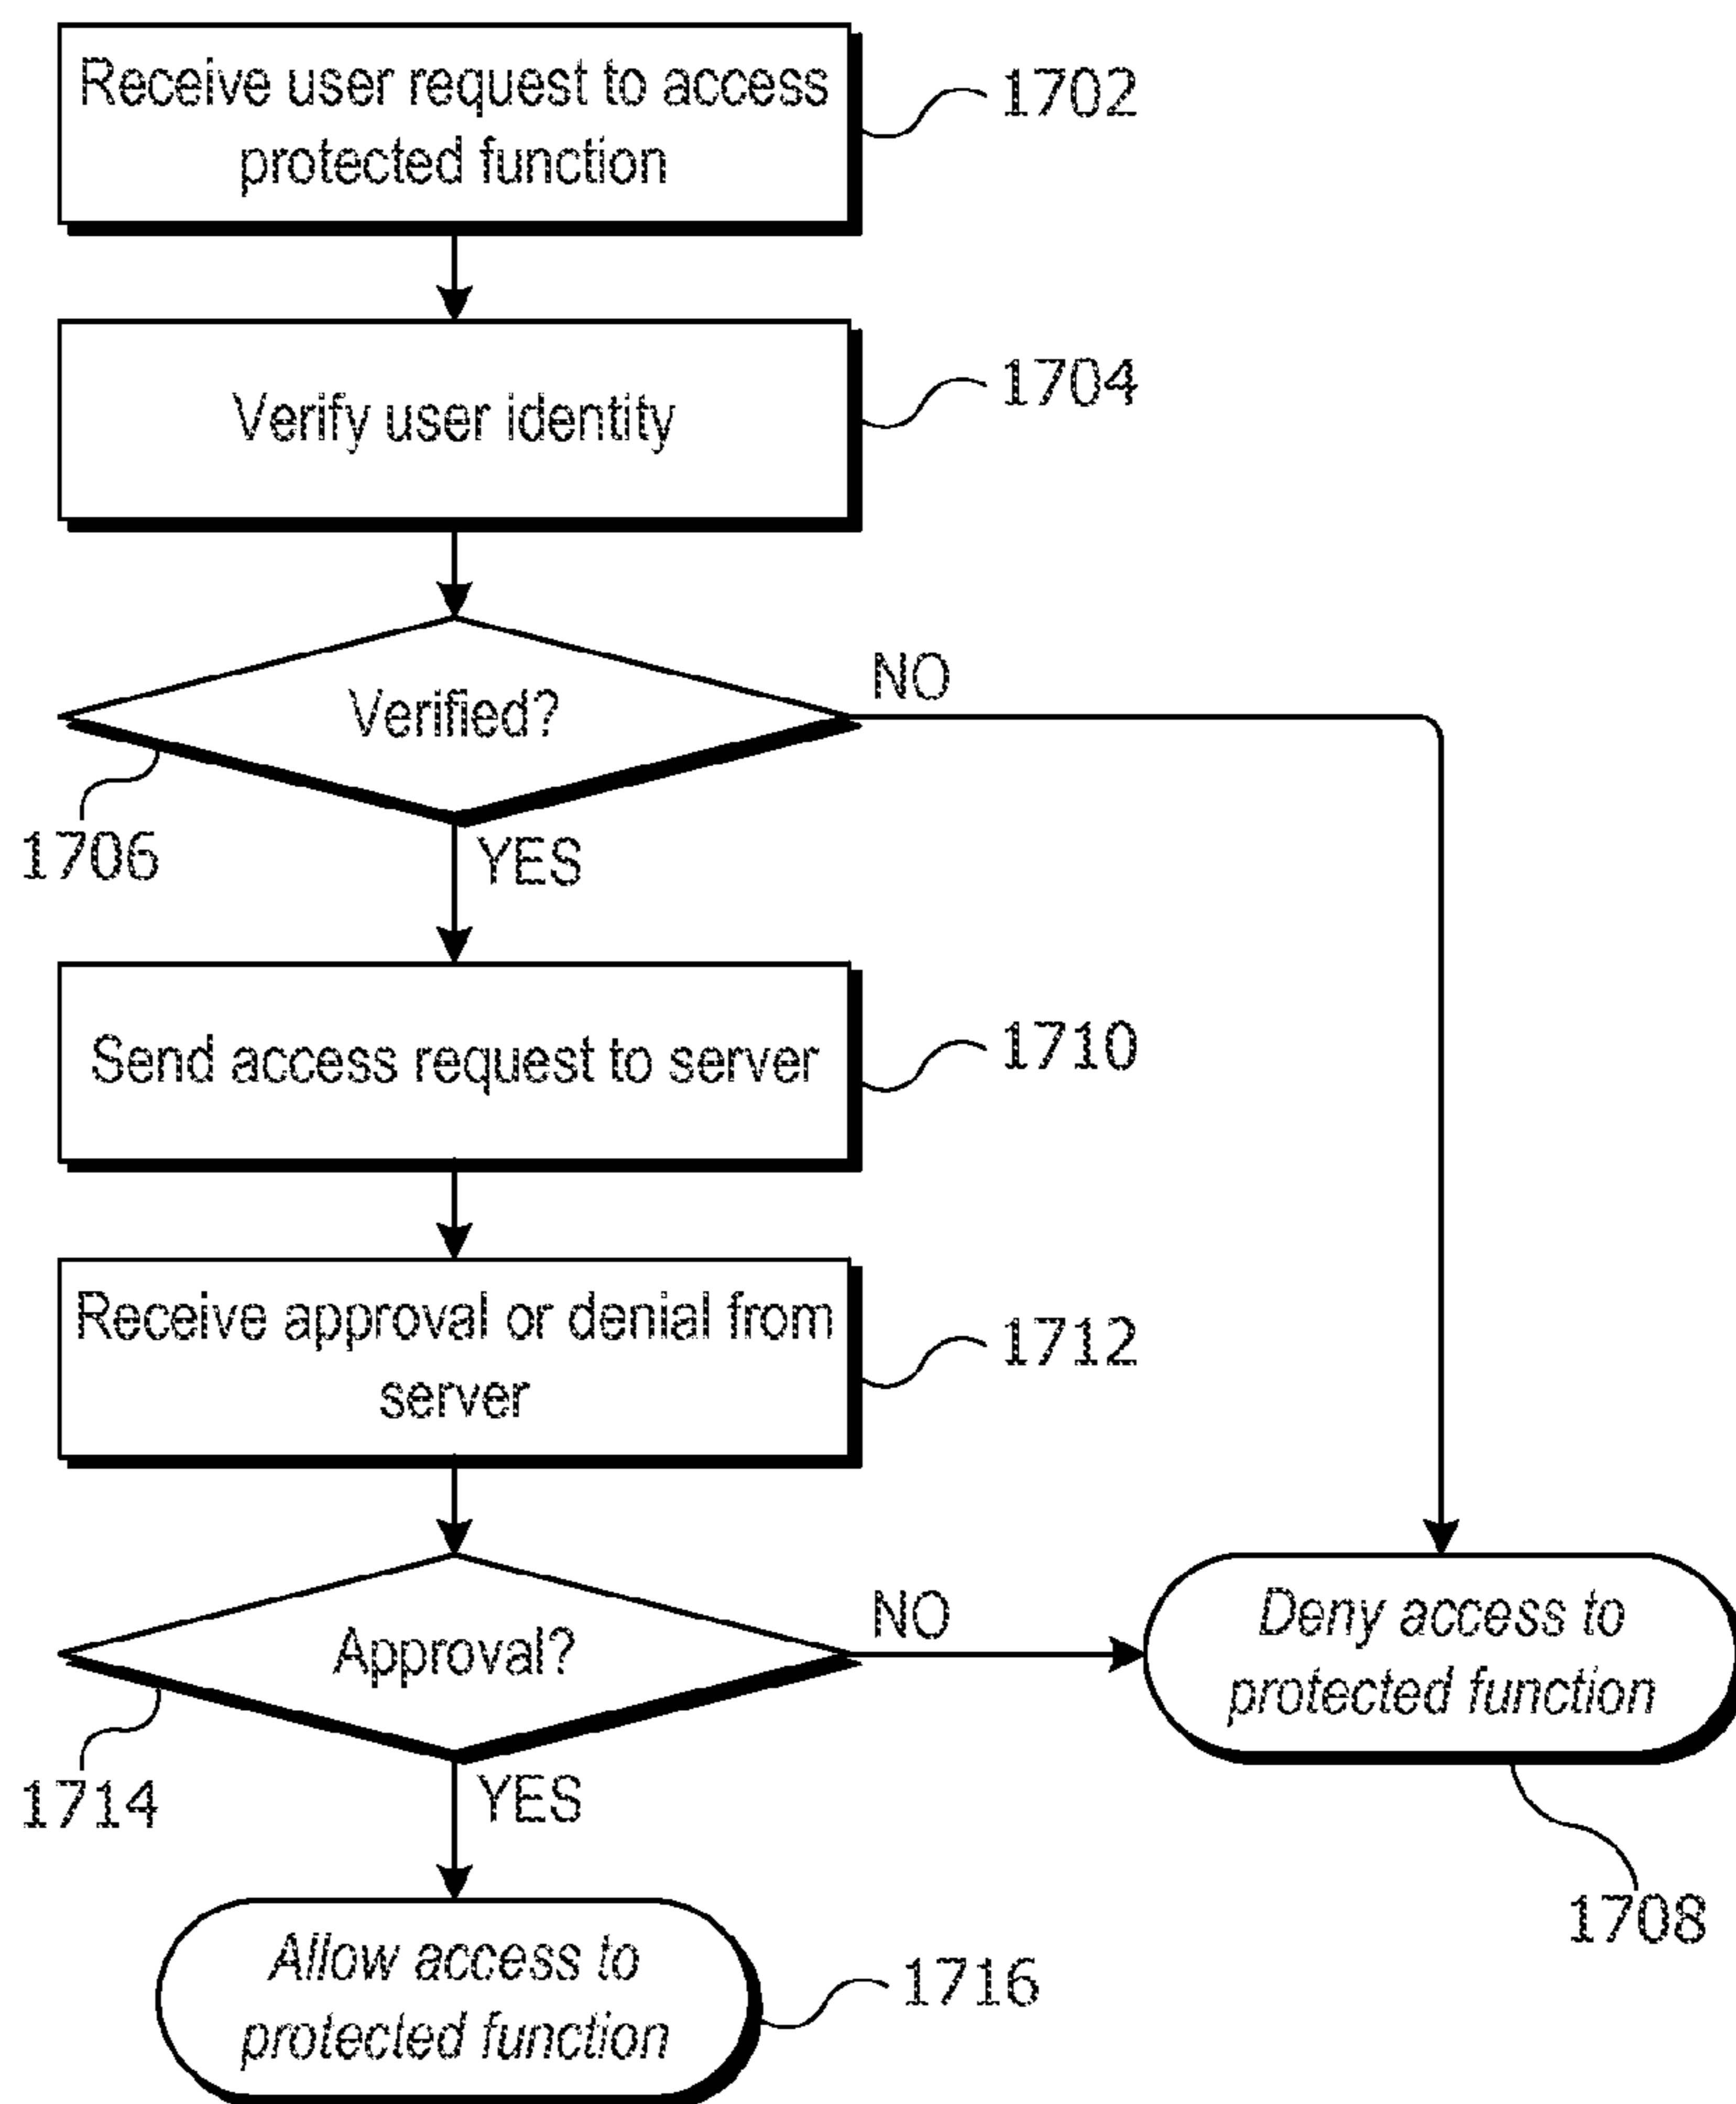 Receive user request to access
protected function
1702
Verify user identity
1704
Verified?
NO
1706
YES
Send access request to server
1710
Receive approval or denial from
server
1712
Approval?
NO
Deny access to
protected function
1714
YES
1708
Allow access to
protected function
1716